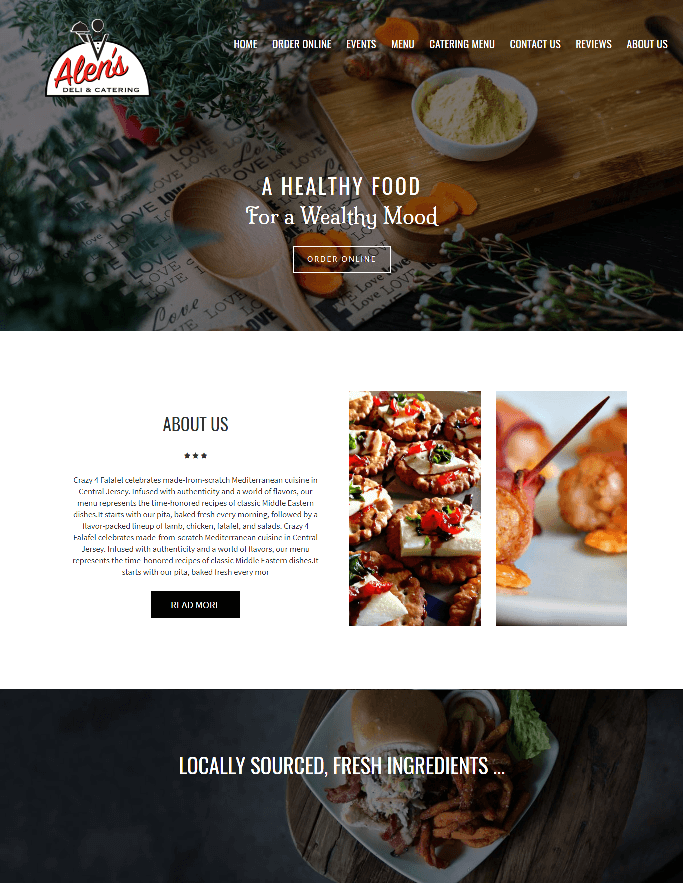 Alen's
DELI & CATERING
HOME ORDER ONLINE EVENTS MENU CATERING MENU CONTACT US REVIEWS ABOUT US
LOVE
Love
A HEALTHY FOOD
For a Wealthy Mood
ORDER ONLINE
ABOUT US
Crazy 4 Falafel celebrates made-from-scratch Mediterranean cuisine in
Central Jersey. Infused with authenticity and a world of flavors, our
menu represents the time-honored recipes of classic Middle Eastern
dishes.It starts with our pita, baked fresh every morning, followed by a
flavor-packed lineup of lamb, chicken, falafel, and salads. Crazy 4
Falafel celebrates made-from-scratch Mediterranean cuisine in Central
Jersey. Infused with authenticity and a world of flavors, our menu
represents the time-honored recipes of classic Middle Eastern dishes.It
starts with our pita, baked fresh every mor
READ MORE
LOCALLY SOURCED, FRESH INGREDIENTS ...